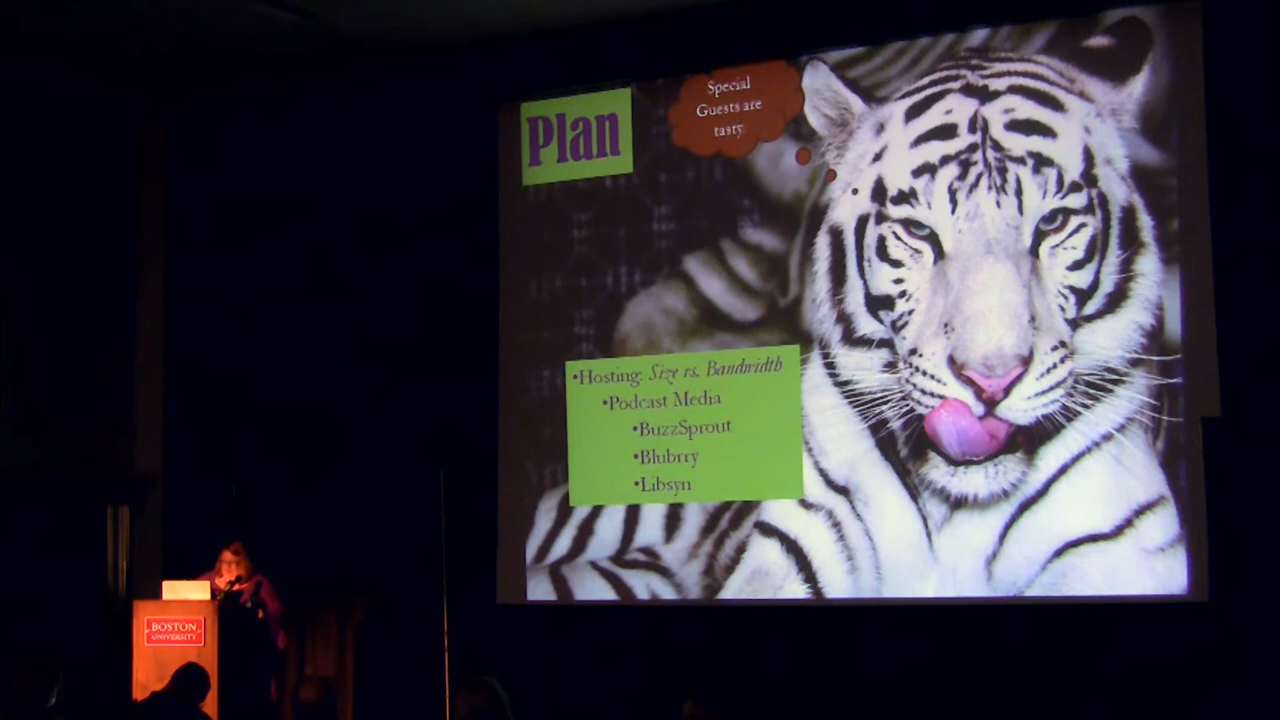 Plan
Special
Guests are
tasty.
•Hosting: Size vs. Bandwidth
•Podcast Media
•BuzzSprout
•Blubrry
•Libsyn
BOSTON
UNIVERSITY